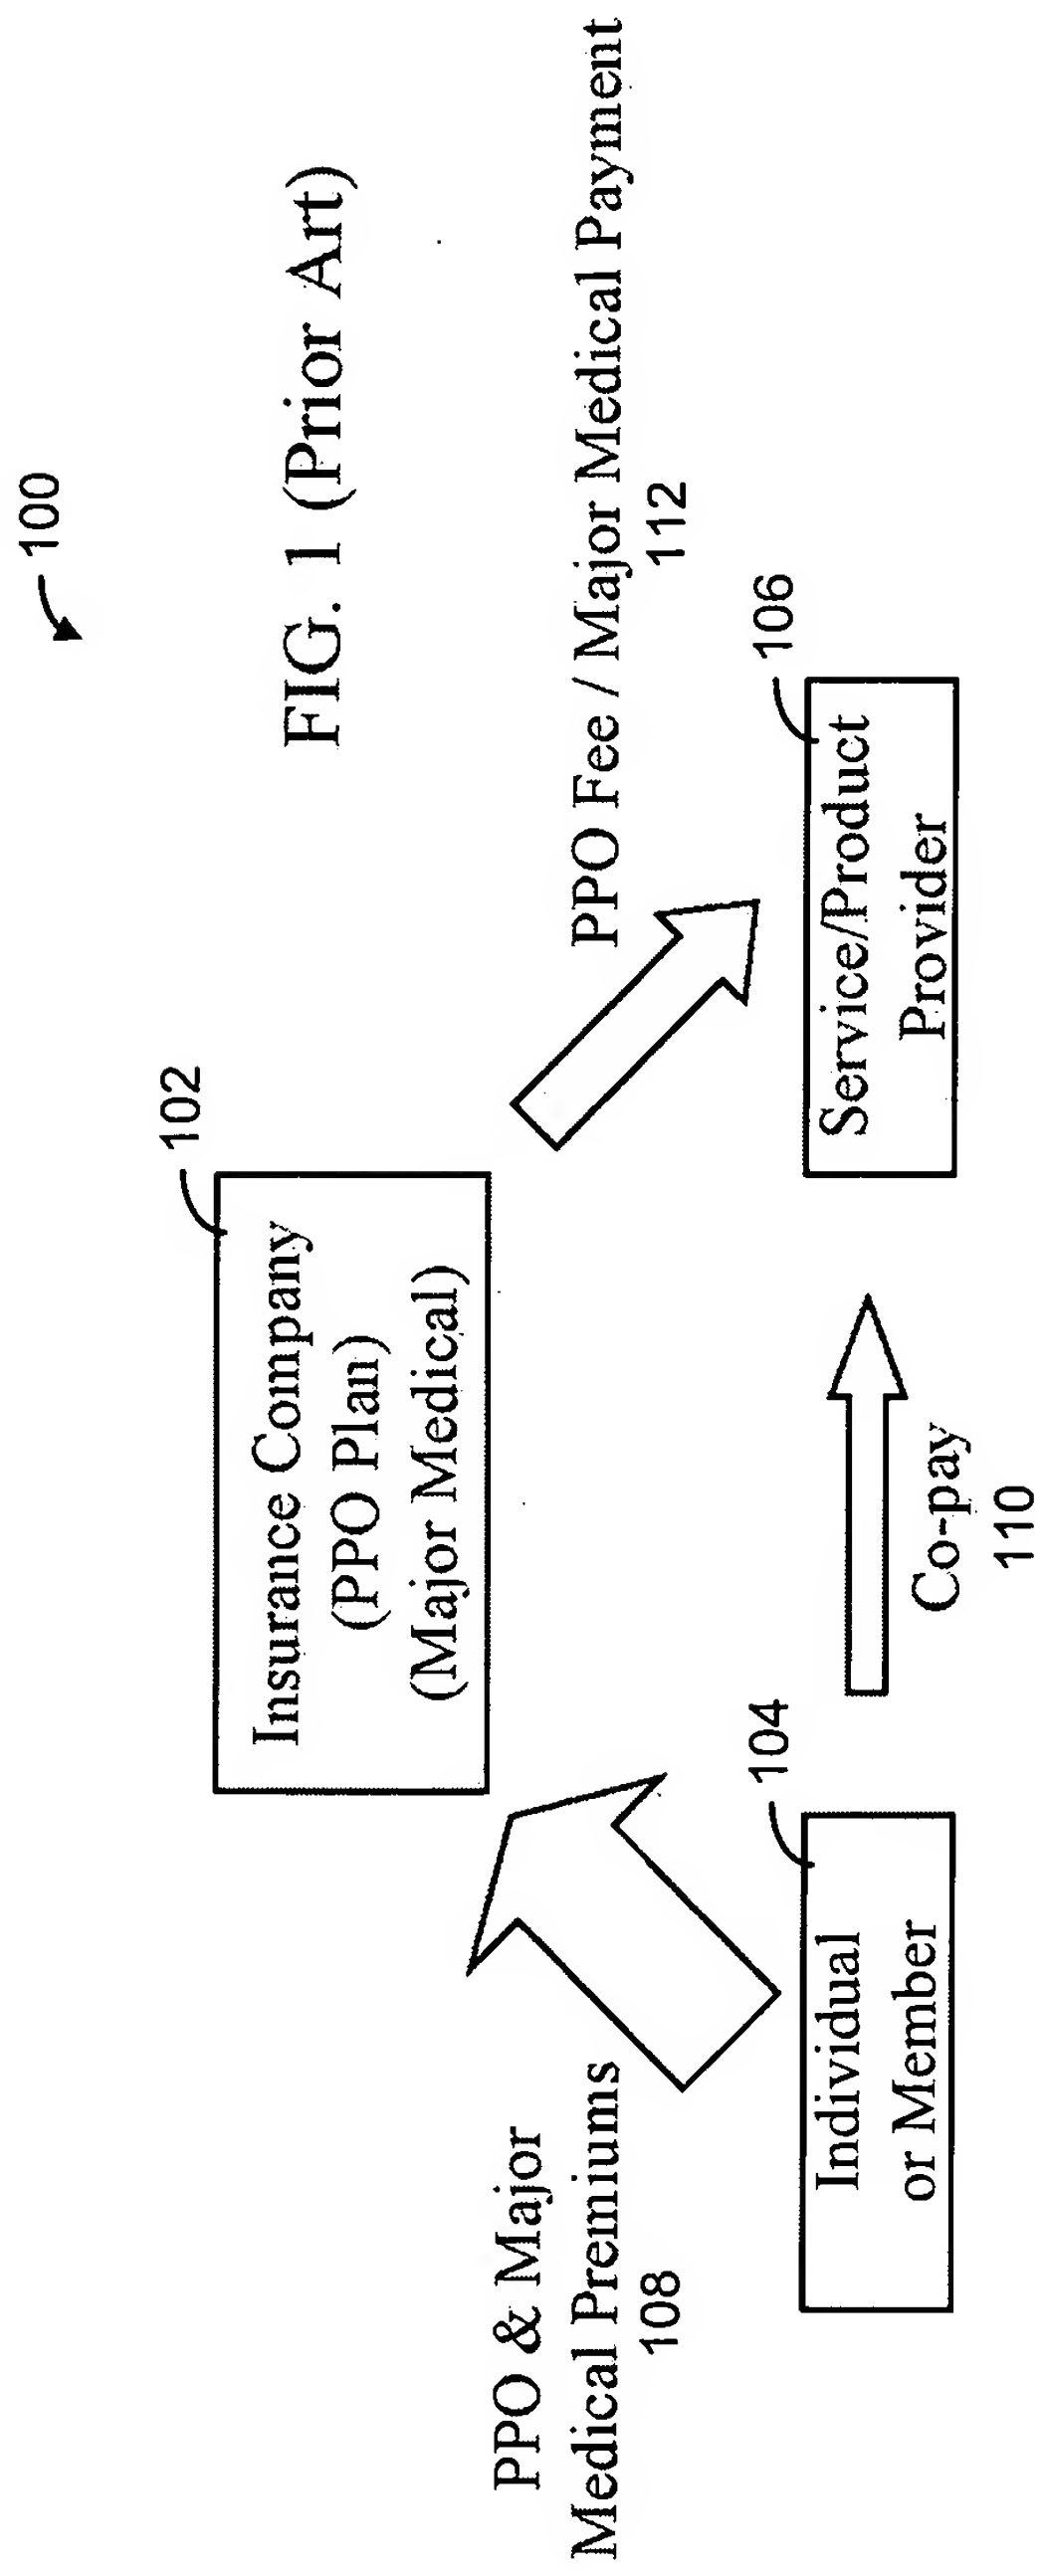 100
FIG. 1 (Prior Art)
102
Insurance Company
(PPO Plan)
(Major Medical)
PPO & Major
Medical Premiums
108
PPO Fee / Major Medical Payment
112
104
Individual
or Member
Co-pay
110
106
Service/Product
Provider